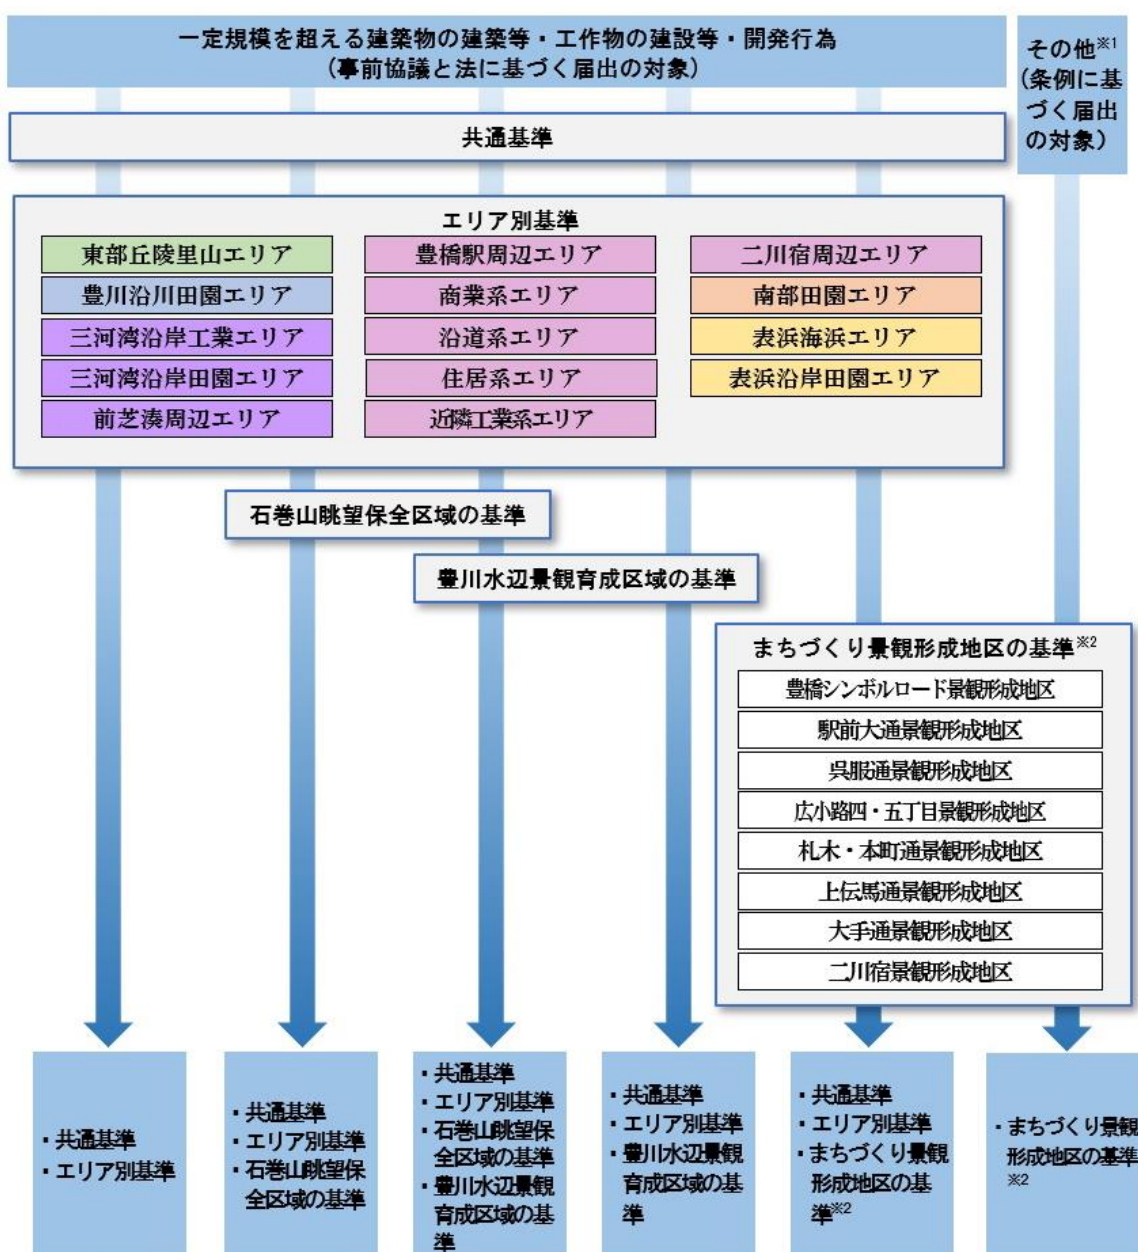 一定規模を超える建築物の建築等・工作物の建設等・開発行為
（事前協議と法に基づく届出の対象）
その他※1
（条例に基
づく届出
の対象）
共通基準
エリア別基準
東部丘陵里山エリア
豊川沿川田園エリア
三河湾沿岸工業エリア
三河湾沿岸田園エリア
前芝湊周辺エリア
豊橋駅周辺エリア
商業系エリア
沿道系エリア
住居系エリア
近隣工業系エリア
二川宿周辺エリア
南部田園エリア
表浜海浜エリア
表浜沿岸田園エリア
石巻山眺望保全区域の基準
豊川水辺景観育成区域の基準
まちづくり景観形成地区の基準※2
豊橋シンボルロード景観形成地区
駅前大通景観形成地区
呉服通景観形成地区
広小路四・五丁目景観形成地区
札木・本町通景観形成地区
上伝馬通景観形成地区
大手通景観形成地区
二川宿景観形成地区
・共通基準
・エリア別基準
・共通基準
・エリア別基準
・石巻山眺望保
全区域の基準
・共通基準
・エリア別基準
・石巻山眺望保
全区域の基準
・豊川水辺景観
育成区域の基
準
・共通基準
・エリア別基準
・豊川水辺景観
育成区域の基
準
・共通基準
・エリア別基準
・まちづくり景観
形成地区の基
準※2
・まちづくり景観
形成地区の基準
※2